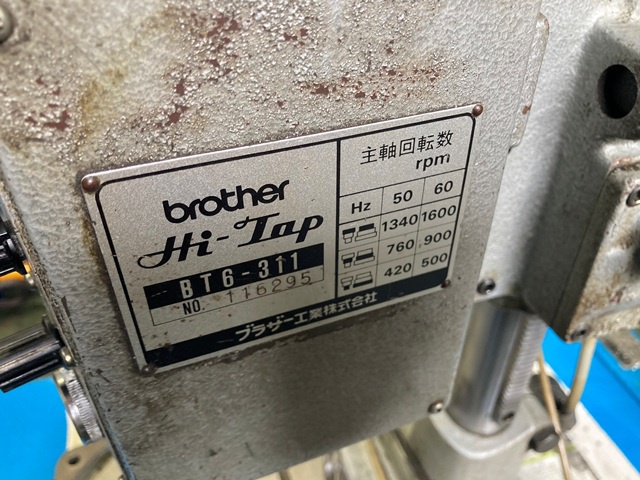 brother
Hi-Tap
BT6-311
NO. 116295
主軸回転数
rpm
Hz 50 60
1340 1600
760 900
420 500
ブラザー工業株式会社